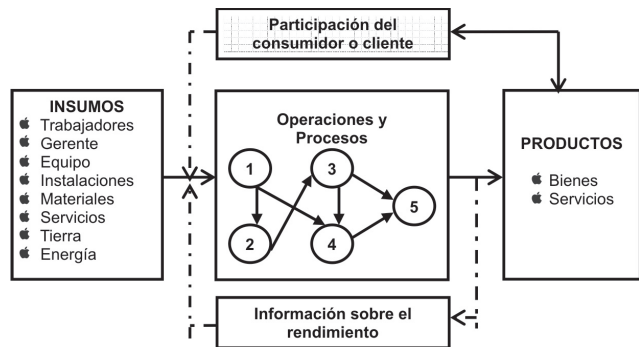 Participación del
consumidor o cliente
INSUMOS
Trabajadores
Gerente
Equipo
Instalaciones
Materiales
Servicios
Tierra
Energía
Operaciones y
Procesos
1
3
5
2
4
PRODUCTOS
Bienes
Servicios
Información sobre el
rendimiento